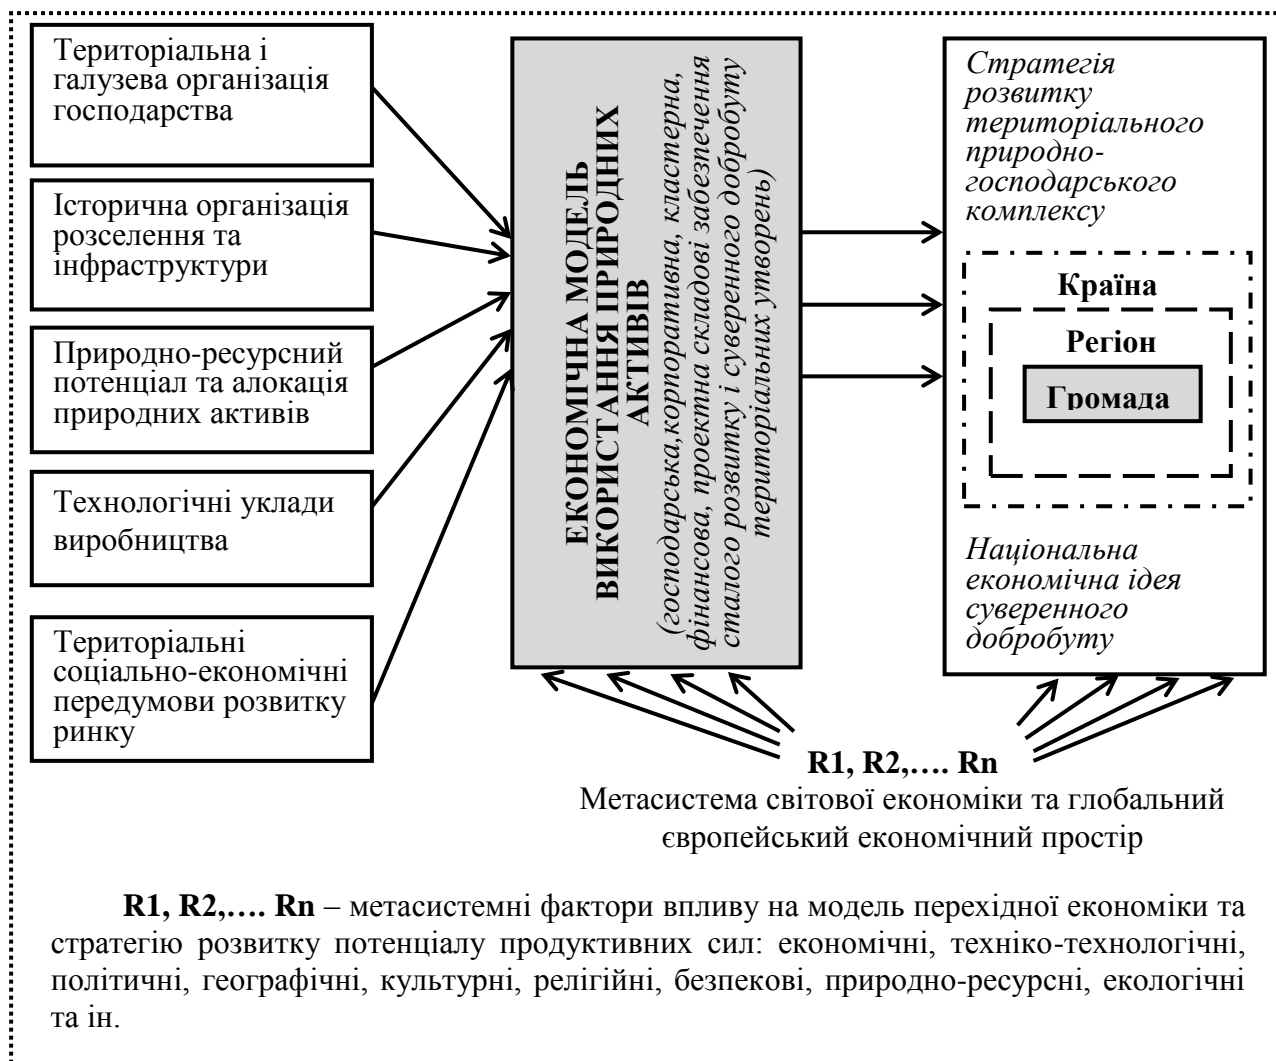 Територіальна і
галузева організація
господарства
Історична організація
розселення та
інфраструктури
Природно-ресурсний
потенціал та алокація
природних активів
Технологічні уклади
виробництва
Територіальні
соціально-економічні
передумови розвитку
ринку
ЕКОНОМІЧНА МОДЕЛЬ
ВИКОРИСТАННЯ ПРИРОДНИХ
АКТИВІВ
(господарська,корпоративна, кластерна,
фінансова, проектна складові забезпечення
сталого розвитку і суверенного добробуту
територіальних утворень)
Стратегія
розвитку
територіального
природно-
господарського
комплексу
Країна
Регіон
Громада
Національна
економічна ідея
суверенного
добробуту
R1, R2,…. Rn
Метасистема світової економіки та глобальний
європейський економічний простір
R1, R2,…. Rn – метасистемні фактори впливу на модель перехідної економіки та
стратегію розвитку потенціалу продуктивних сил: економічні, техніко-технологічні,
політичні, географічні, культурні, релігійні, безпекові, природно-ресурсні, екологічні
та ін.